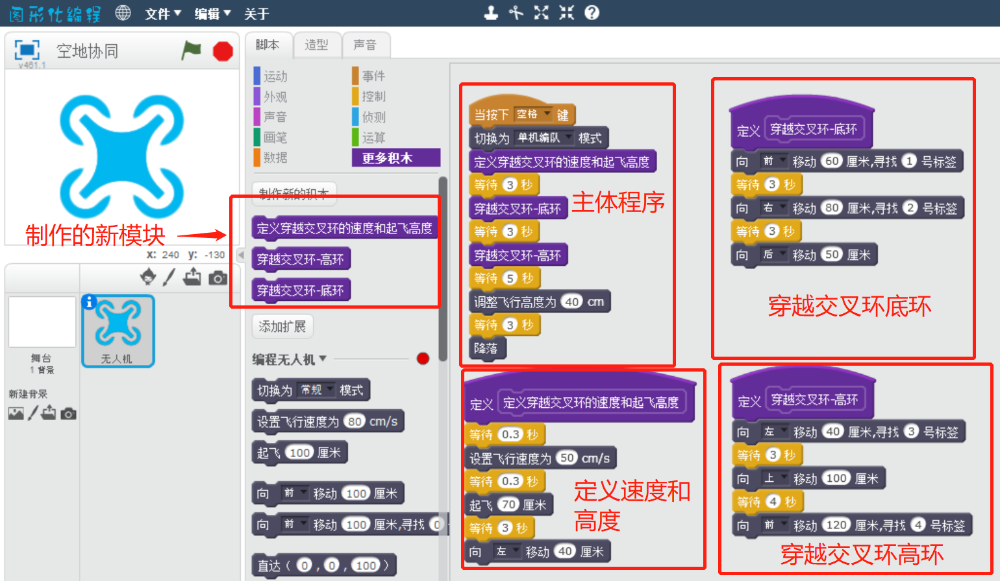 图形化编程
文件
编辑
关于
v461.1
空地协同
脚本
造型
声音
运动
事件
外观
控制
声音
侦测
画笔
运算
数据
更多积木
制作新的积木
定义穿越交叉环的速度和起飞高度
穿越交叉环-高环
穿越交叉环-底环
制作的新模块
x: 240 y: -130
添加扩展
编程无人机
切换为 常规 模式
设置飞行速度为 80 cm/s
起飞 100 厘米
向 前 移动 100 厘米
向 前 移动 100 厘米,寻找 0
直达 ( 0 , 0 , 100 )
舞台
1 背景
新建背景
无人机
当按下 空格 键
切换为 单机编队 模式
定义穿越交叉环的速度和起飞高度
等待 3 秒
穿越交叉环-底环
等待 3 秒
穿越交叉环-高环
等待 5 秒
调整飞行高度为 40 cm
等待 3 秒
降落
主体程序
定义 穿越交叉环-底环
向 前 移动 60 厘米,寻找 1 号标签
等待 3 秒
向 右 移动 80 厘米,寻找 2 号标签
等待 3 秒
向 后 移动 50 厘米
穿越交叉环底环
定义 定义穿越交叉环的速度和起飞高度
等待 0.3 秒
设置飞行速度为 50 cm/s
等待 0.3 秒
起飞 70 厘米
等待 3 秒
向 左 移动 40 厘米
定义速度和
高度
定义 穿越交叉环-高环
向 左 移动 40 厘米,寻找 3 号标签
等待 3 秒
向 上 移动 100 厘米
等待 4 秒
向 前 移动 120 厘米,寻找 4 号标签
穿越交叉环高环